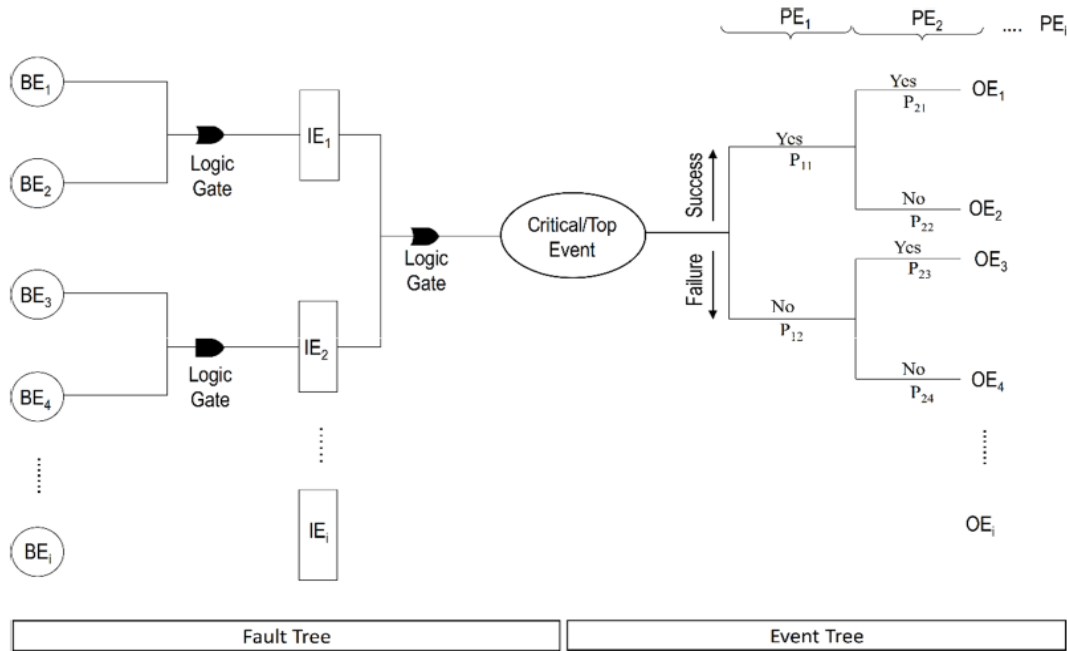 PE1 PE2 .... PEi
BE1
BE2
Logic
Gate
IE1
BE3
BE4
Logic
Gate
IE2
BEi
IEi
Logic
Gate
Critical/Top
Event
Success
Failure
Yes
P11
No
P12
Yes
P21
OE1
No
P22
OE2
Yes
P23
OE3
No
P24
OE4
OEi
Fault Tree
Event Tree